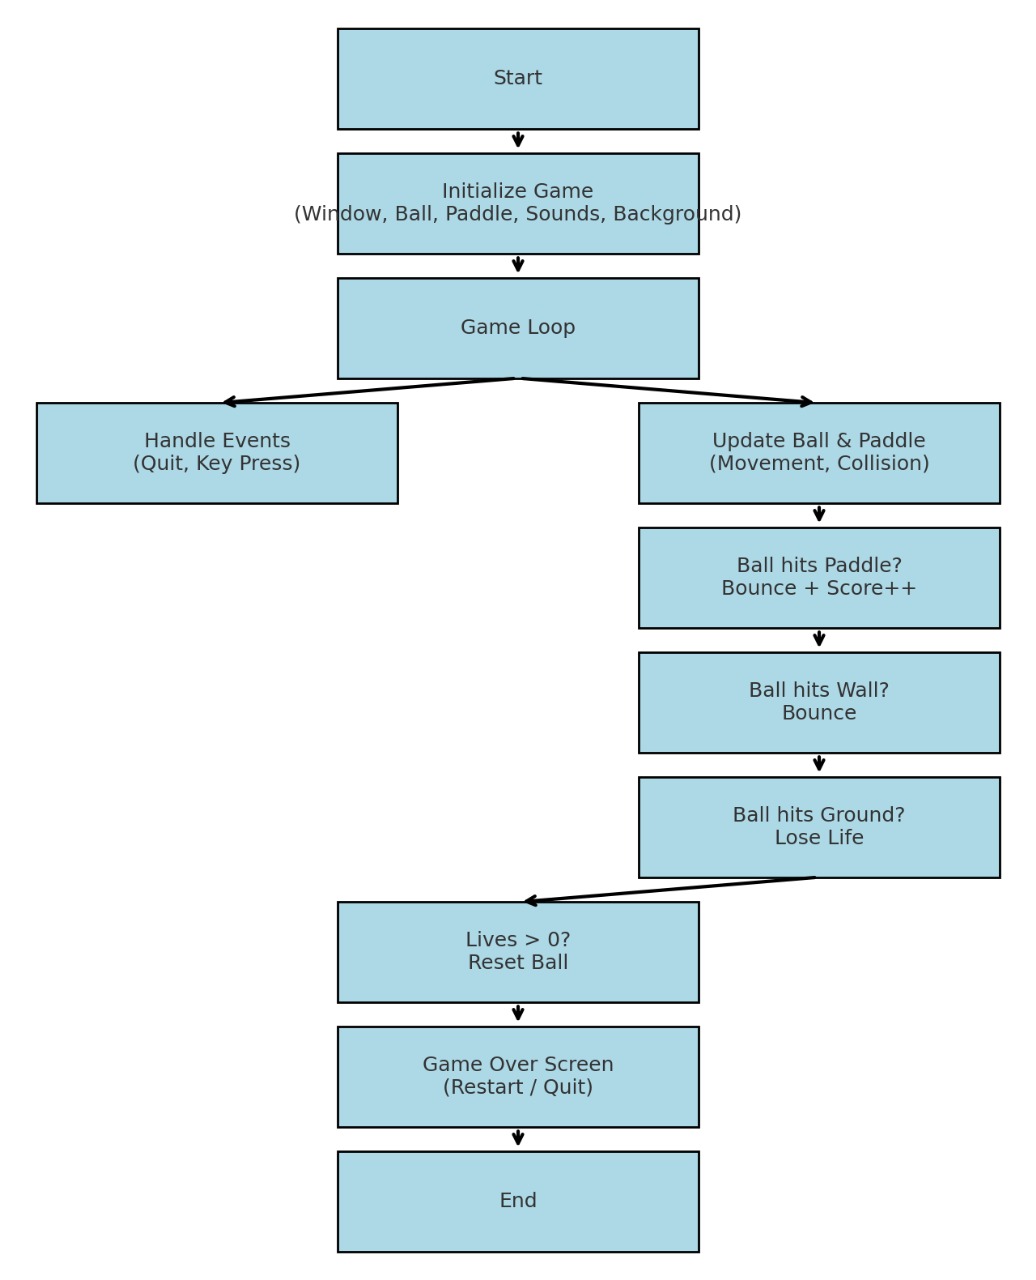 Start
Initialize Game
(Window, Ball, Paddle, Sounds, Background)
Game Loop
Handle Events
(Quit, Key Press)
Update Ball & Paddle
(Movement, Collision)
Ball hits Paddle?
Bounce + Score++
Ball hits Wall?
Bounce
Ball hits Ground?
Lose Life
Lives > 0?
Reset Ball
Game Over Screen
(Restart / Quit)
End